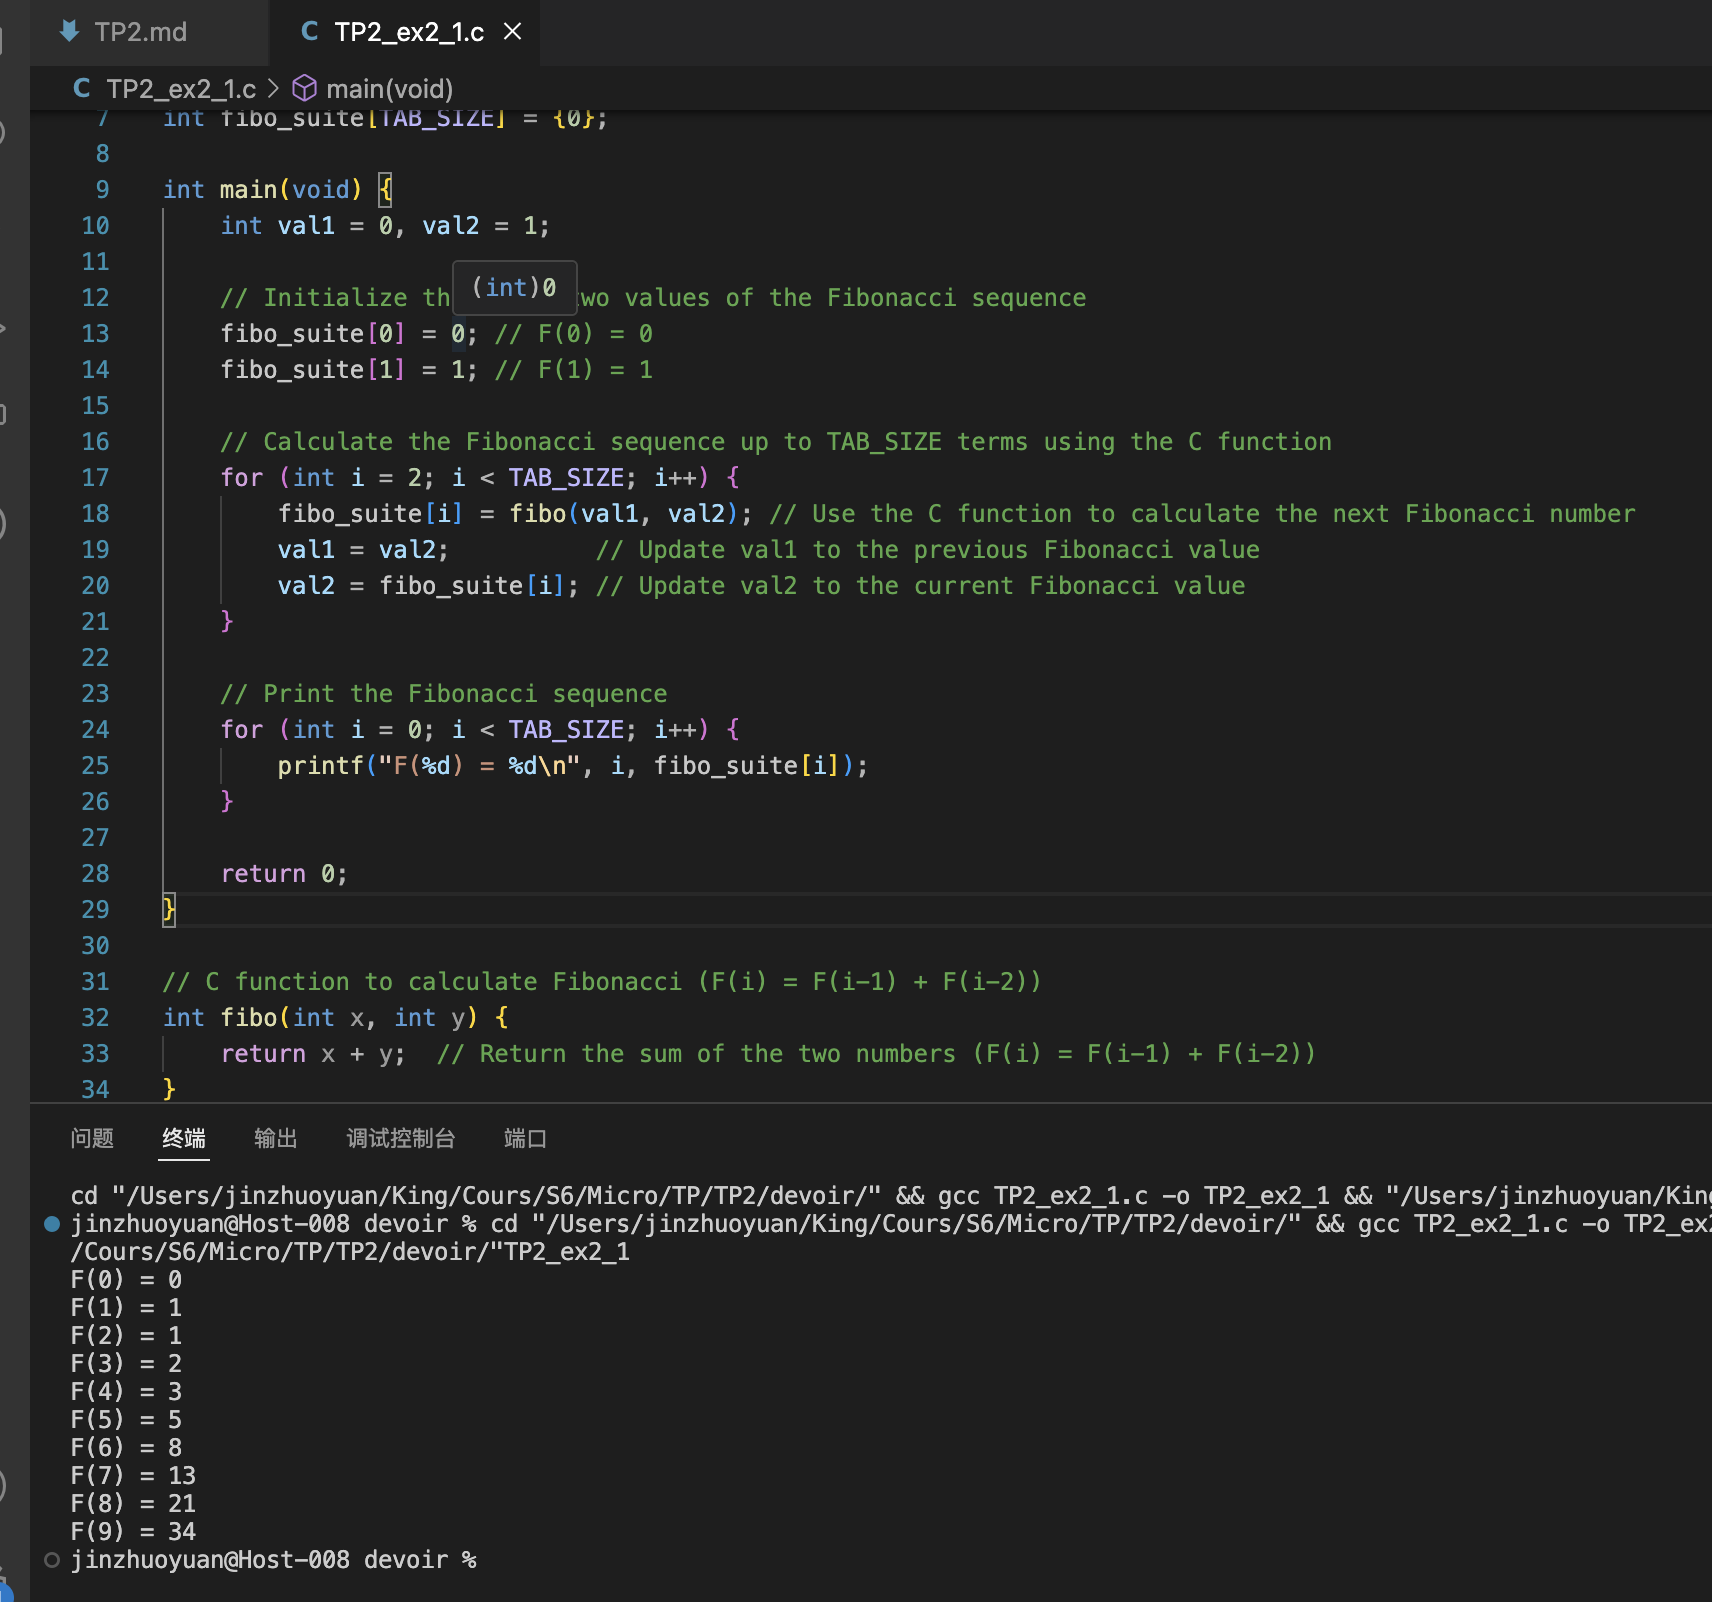 TP2.md
C TP2_ex2_1.c
C TP2_ex2_1.c > main(void)
7 int fibo_suite[TAB_SIZE] = {0};
8
9 int main(void) {
10 int val1 = 0, val2 = 1;
11
(int)0
12 // Initialize th two values of the Fibonacci sequence
13 fibo_suite[0] = 0; // F(0) = 0
14 fibo_suite[1] = 1; // F(1) = 1
15
16 // Calculate the Fibonacci sequence up to TAB_SIZE terms using the C function
17 for (int i = 2; i < TAB_SIZE; i++) {
18 fibo_suite[i] = fibo(val1, val2); // Use the C function to calculate the next Fibonacci number
19 val1 = val2; // Update val1 to the previous Fibonacci value
20 val2 = fibo_suite[i]; // Update val2 to the current Fibonacci value
21 }
22
23 // Print the Fibonacci sequence
24 for (int i = 0; i < TAB_SIZE; i++) {
25 printf("F(%d) = %d\n", i, fibo_suite[i]);
26 }
27
28 return 0;
29 }
30
31 // C function to calculate Fibonacci (F(i) = F(i-1) + F(i-2))
32 int fibo(int x, int y) {
33 return x + y; // Return the sum of the two numbers (F(i) = F(i-1) + F(i-2))
34 }
问题 终端 输出 调试控制台 端口
cd "/Users/jinzhuoyuan/King/Cours/S6/Micro/TP/TP2/devoir/" && gcc TP2_ex2_1.c -o TP2_ex2_1 && "/Users/jinzhuoyuan/King
jinzhuoyuan@Host-008 devoir % cd "/Users/jinzhuoyuan/King/Cours/S6/Micro/TP/TP2/devoir/" && gcc TP2_ex2_1.c -o TP2_ex2
/Cours/S6/Micro/TP/TP2/devoir/"TP2_ex2_1
F(0) = 0
F(1) = 1
F(2) = 1
F(3) = 2
F(4) = 3
F(5) = 5
F(6) = 8
F(7) = 13
F(8) = 21
F(9) = 34
jinzhuoyuan@Host-008 devoir %